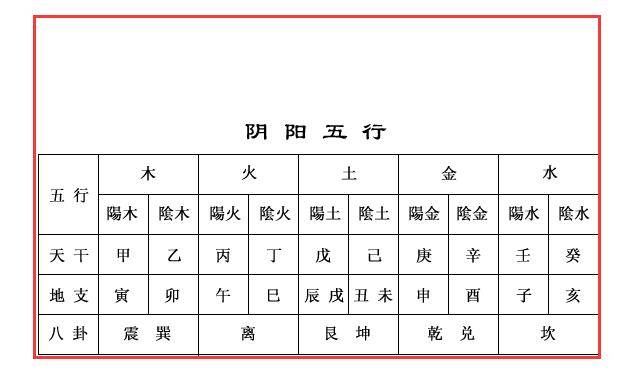 阴阳五行
五行 木 火 土 金 水
陽木 陰木 陽火 陰火 陽土 陰土 陽金 陰金 陽水 陰水
天干 甲 乙 丙 丁 戊 己 庚 辛 壬 癸
地支 寅 卯 午 巳 辰戌 丑未 申 酉 子 亥
八卦 震巽 离 艮坤 乾兑 坎